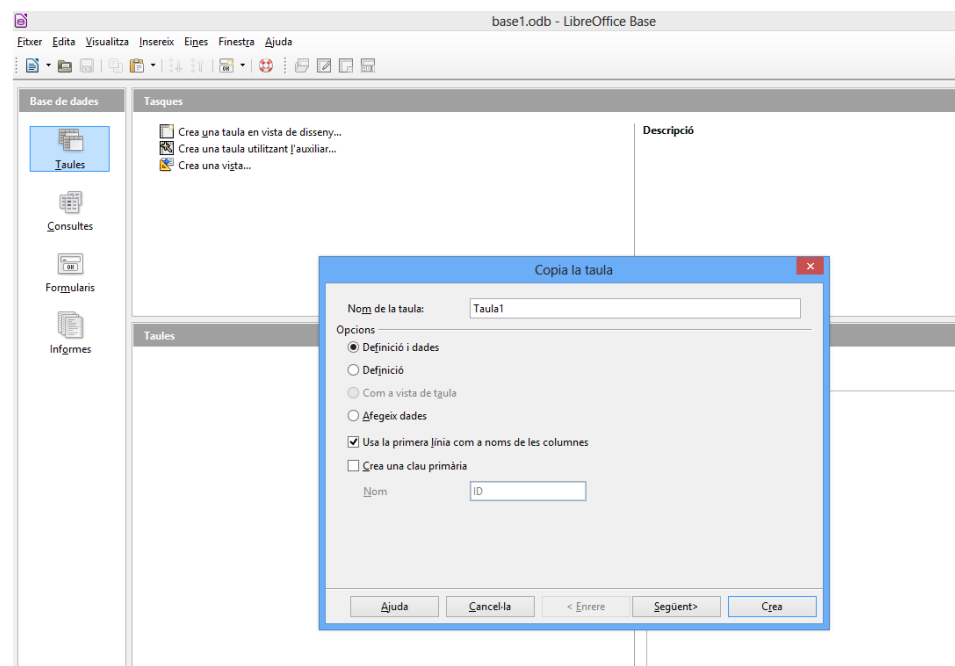 base1.odb - LibreOffice Base
Fitxer Edita Visualitza Insereix Eines Finestra Ajuda
Base de dades
Tasques
Taules
Consultes
Formularis
Informes
Crea una taula en vista de disseny...
Crea una taula utilitzant l'auxiliar...
Crea una vista...
Descripció
Taules
Copia la taula
Nom de la taula: Taula1
Opcions
Definició i dades
Definició
Com a vista de taula
Afegeix dades
Usa la primera línia com a noms de les columnes
Crea una clau primària
Nom ID
Ajuda Cancel·la < Enrere Següent> Crea